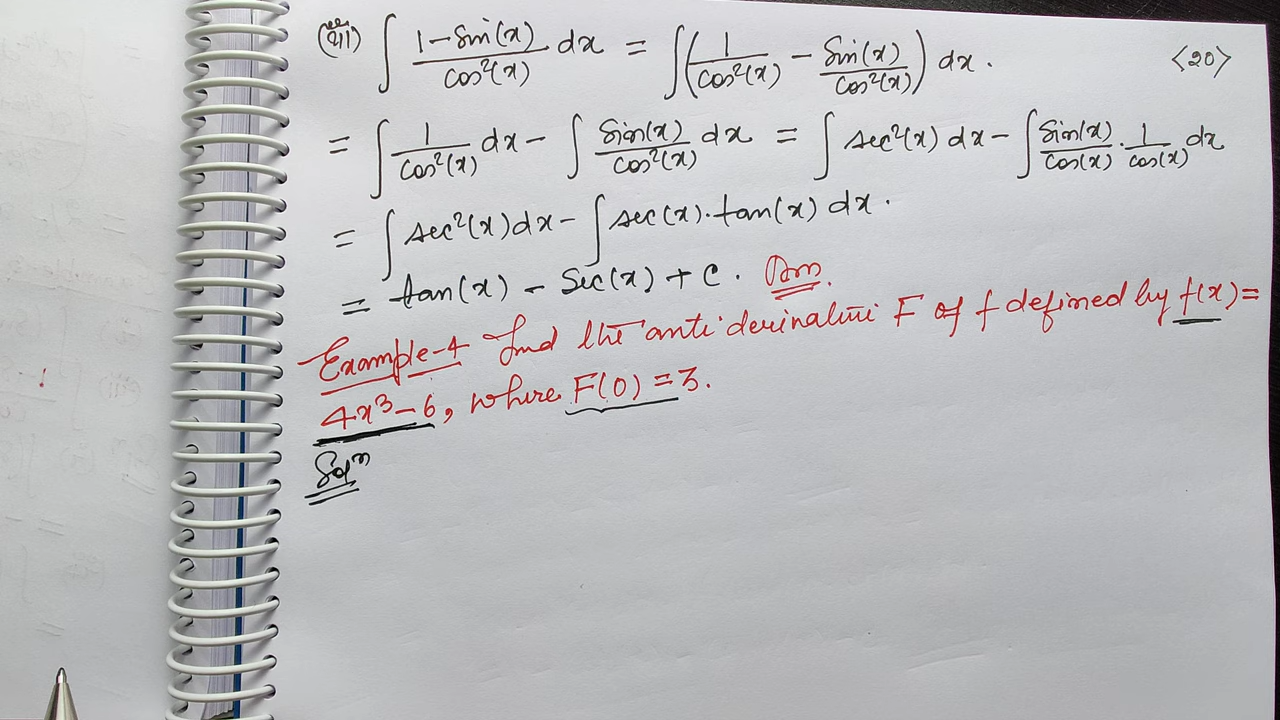 (iii) ∫ (1-Sin(x))/(cos²(x)) dx = ∫(1/(cos²(x)) - Sin(x)/(cos²(x))) dx. <20>
= ∫ 1/(cos²(x)) dx - ∫ Sin(x)/(cos²(x)) dx = ∫ sec²(x) dx - ∫ Sin(x)/cos(x) · 1/cos(x) dx
= ∫ sec²(x) dx - ∫ sec(x)·tan(x) dx.
= tan(x) - Sec(x) + C. Ans.
Example-4 find the anti derivative F of f defined by f(x) =
4x³-6, where F(0) = 3.
Solⁿ